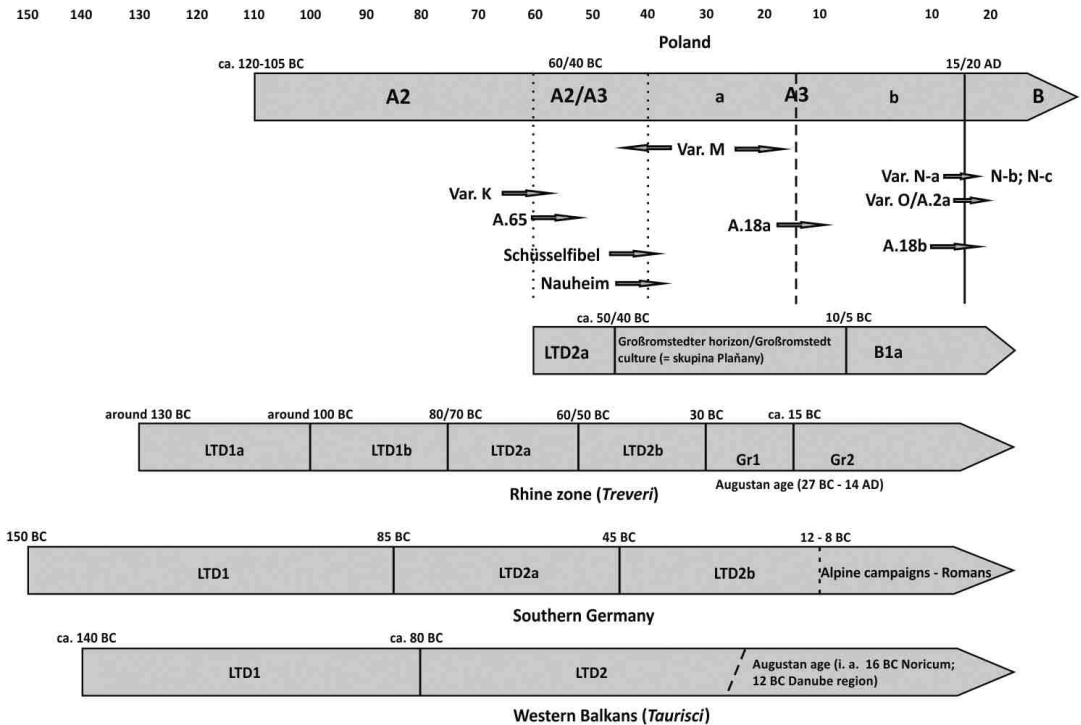 150 140 130 120 110 100 90 80 70 60 50 40 30 20 10 10 20
Poland
ca. 120-105 BC 60/40 BC 15/20 AD
A2 A2/A3 a A3 b B
Var. M
Var. N-a N-b; N-c
Var. K Var. O/A.2a
A.65 A.18a
A.18b
Schüsselfibel
Nauheim
ca. 50/40 BC 10/5 BC
LTD2a Großromstedter horizon/Großromstedt
culture (= skupina Plaňany) B1a
around 130 BC around 100 BC 80/70 BC 60/50 BC 30 BC ca. 15 BC
LTD1a LTD1b LTD2a LTD2b Gr1 Gr2
Augustan age (27 BC - 14 AD)
Rhine zone (Treveri)
150 BC 85 BC 45 BC 12 - 8 BC
LTD1 LTD2a LTD2b Alpine campaigns - Romans
Southern Germany
ca. 140 BC ca. 80 BC
LTD1 LTD2 Augustan age (i. a. 16 BC Noricum;
12 BC Danube region)
Western Balkans (Taurisci)